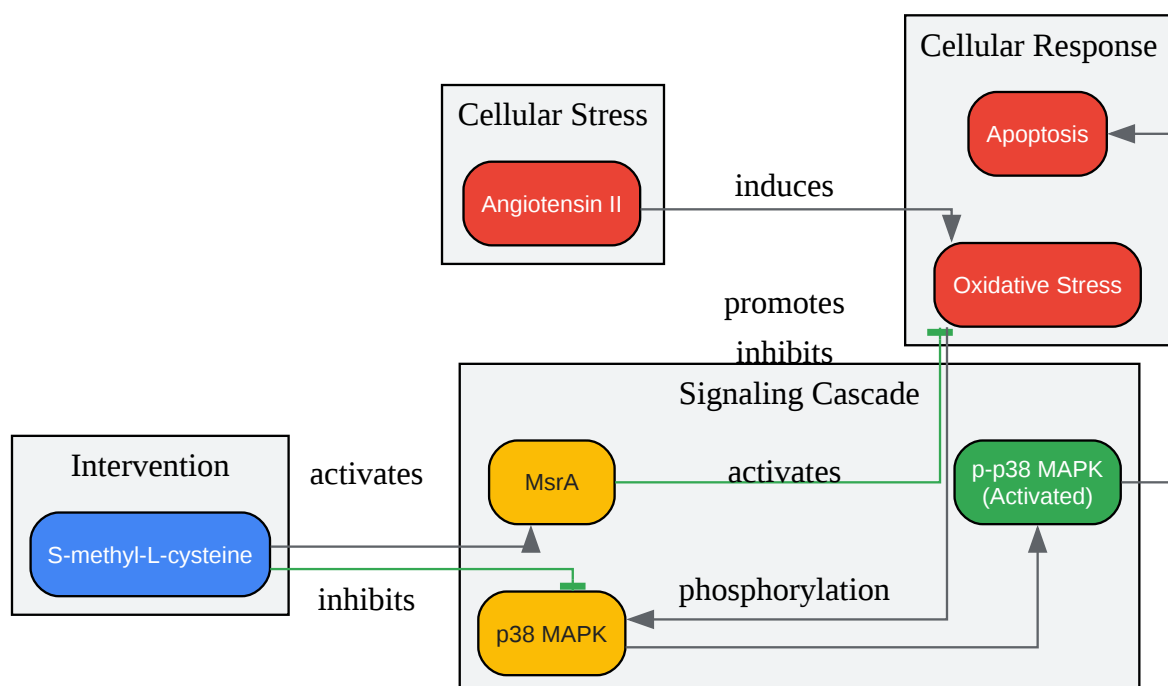 Cellular Response
Apoptosis
Cellular Stress
Angiotensin II
induces
Oxidative Stress
promotes
inhibits
Signaling Cascade
Intervention
activates
MsrA
activates
p-p38 MAPK
(Activated)
S-methyl-L-cysteine
inhibits
phosphorylation
p38 MAPK